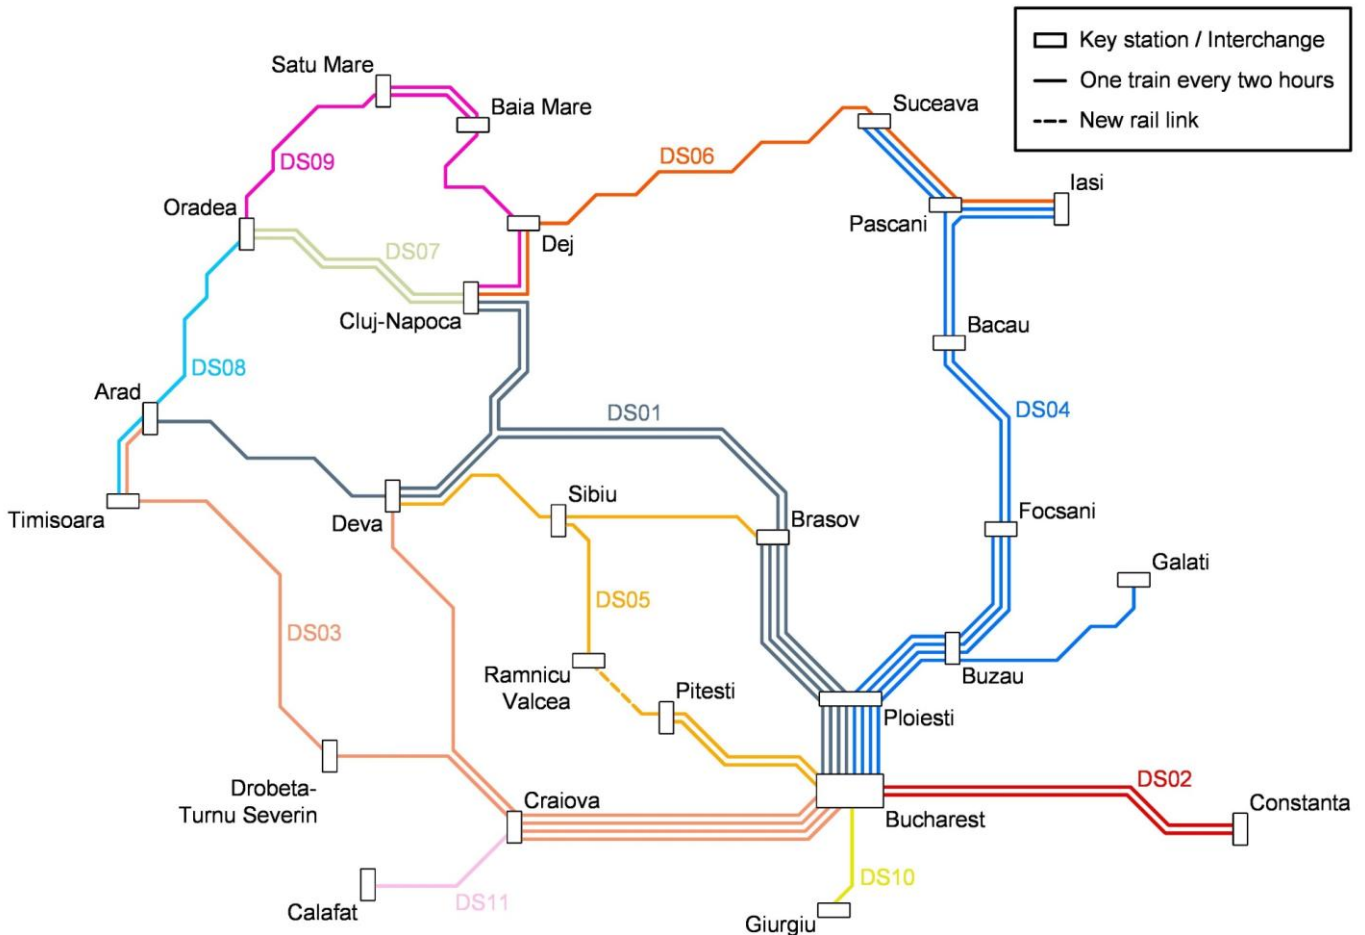 Key station / Interchange
One train every two hours
New rail link
Satu Mare
Baia Mare
Suceava
DS09
DS06
Iasi
Oradea
Pascani
Dej
DS07
Cluj-Napoca
Bacau
DS08
Arad
DS01
DS04
Timisoara
Deva
Sibiu
Brasov
Focsani
Galati
DS05
DS03
Ramnicu
Valcea
Pitesti
Buzau
Ploiesti
Drobeta-
Turnu Severin
Craiova
Bucharest
DS02
Constanta
DS10
DS11
Calafat
Giurgiu